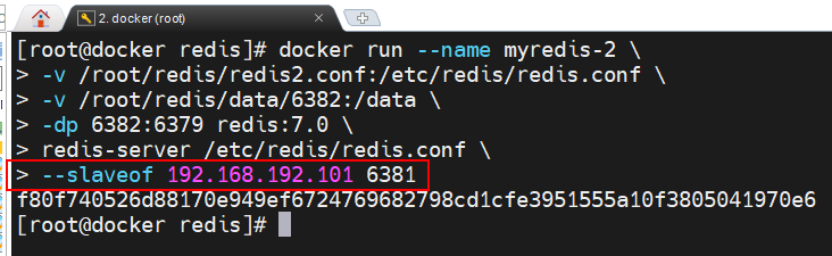 2. docker (root)
[root@docker redis]# docker run --name myredis-2 \
> -v /root/redis/redis2.conf:/etc/redis/redis.conf \
> -v /root/redis/data/6382:/data \
> -dp 6382:6379 redis:7.0 \
> redis-server /etc/redis/redis.conf \
> --slaveof 192.168.192.101 6381
f80f740526d88170e949ef6724769682798cd1cfe3951555a10f3805041970e6
[root@docker redis]#